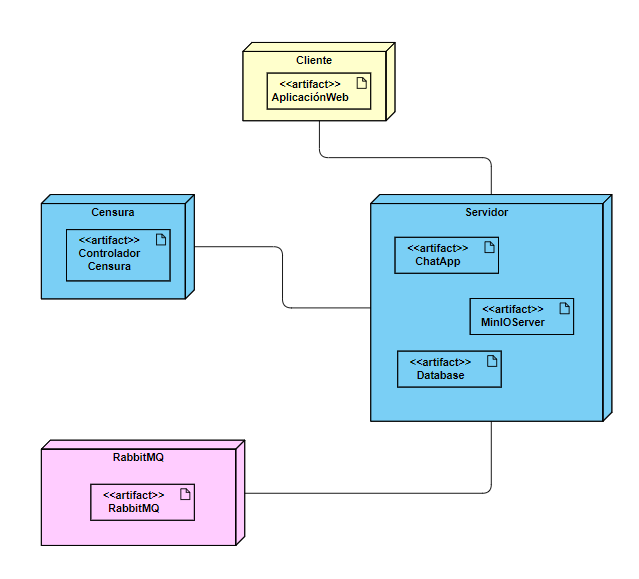 Cliente
<<artifact>>
AplicaciónWeb
Censura
<<artifact>>
Controlador
Censura
Servidor
<<artifact>>
ChatApp
<<artifact>>
MinIOServer
<<artifact>>
Database
RabbitMQ
<<artifact>>
RabbitMQ